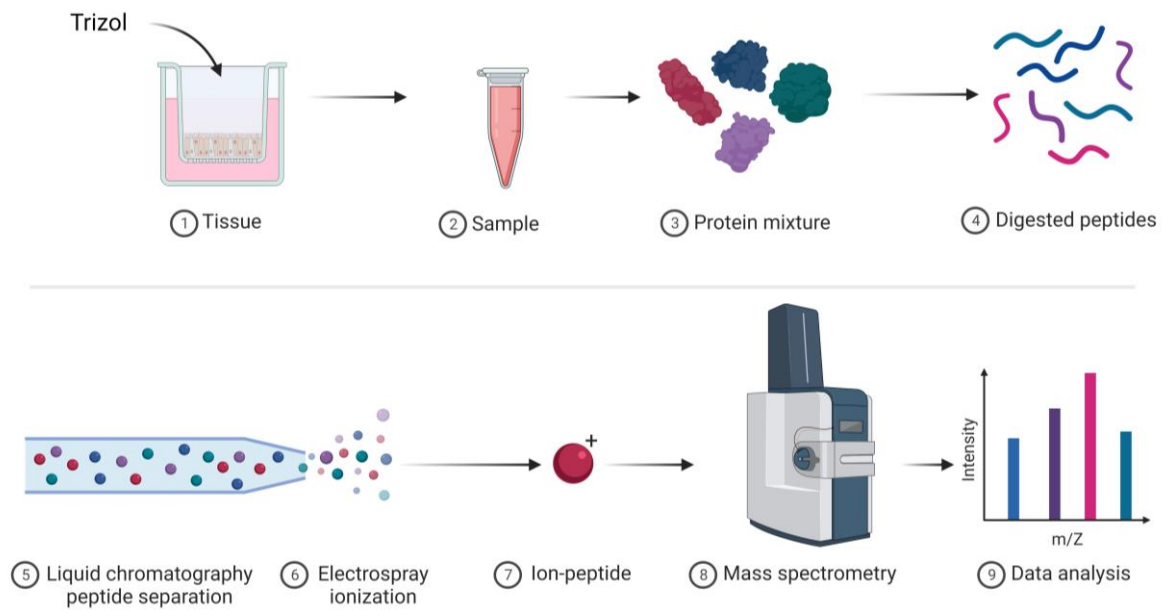 Trizol
1 Tissue
2 Sample
3 Protein mixture
4 Digested peptides
+
Intensity
m/Z
5 Liquid chromatography
peptide separation
6 Electrospray
ionization
7 Ion-peptide
8 Mass spectrometry
9 Data analysis